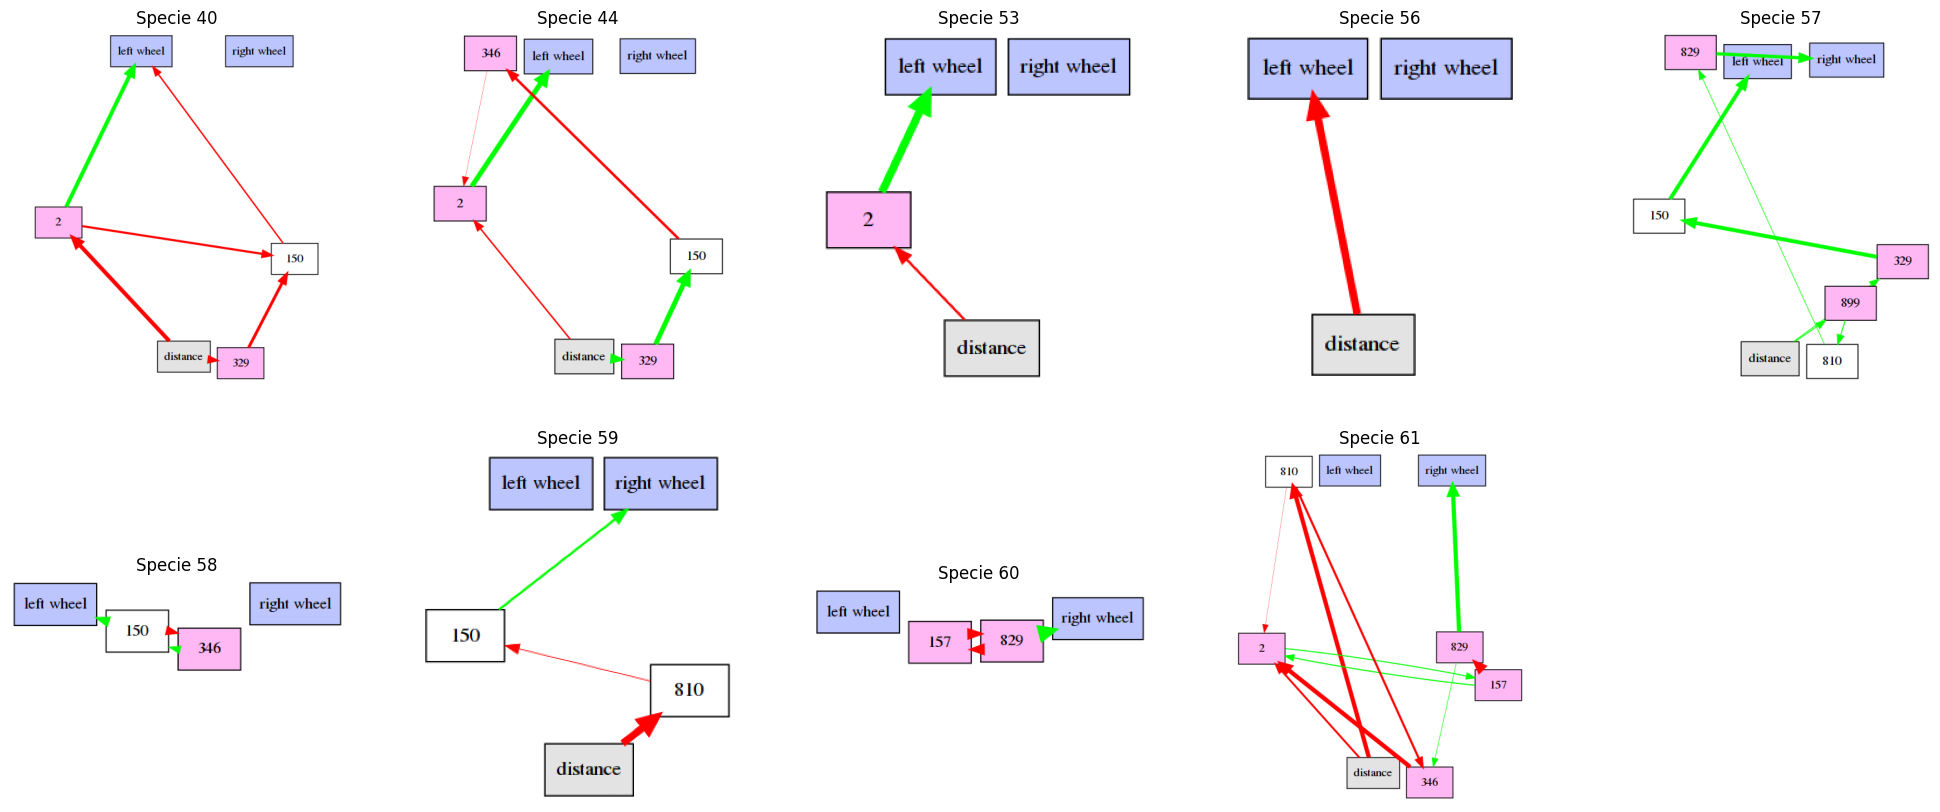 Specie 40
left wheel
right wheel
2
150
distance
329
Specie 44
346
left wheel
right wheel
2
150
distance
329
Specie 53
left wheel
right wheel
2
distance
Specie 56
left wheel
right wheel
distance
Specie 57
829
left wheel
right wheel
150
329
899
distance
810
Specie 58
left wheel
150
346
right wheel
Specie 59
left wheel
right wheel
150
810
distance
Specie 60
left wheel
157
829
right wheel
Specie 61
810
left wheel
right wheel
2
829
157
distance
346